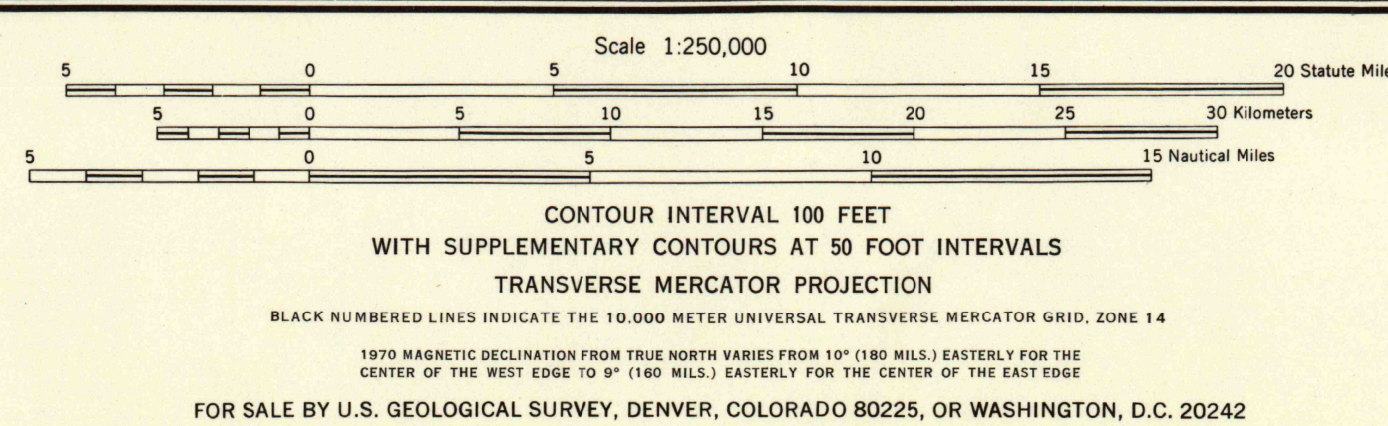 Scale 1:250,000
5 0 5 10 15 20 Statute Mile
5 0 5 10 15 20 25 30 Kilometers
5 0 5 10 15 Nautical Miles
CONTOUR INTERVAL 100 FEET
WITH SUPPLEMENTARY CONTOURS AT 50 FOOT INTERVALS
TRANSVERSE MERCATOR PROJECTION
BLACK NUMBERED LINES INDICATE THE 10.000 METER UNIVERSAL TRANSVERSE MERCATOR GRID, ZONE 14
1970 MAGNETIC DECLINATION FROM TRUE NORTH VARIES FROM 10° (180 MILS.) EASTERLY FOR THE
CENTER OF THE WEST EDGE TO 9° (160 MILS.) EASTERLY FOR THE CENTER OF THE EAST EDGE
FOR SALE BY U.S. GEOLOGICAL SURVEY, DENVER, COLORADO 80225, OR WASHINGTON, D.C. 20242